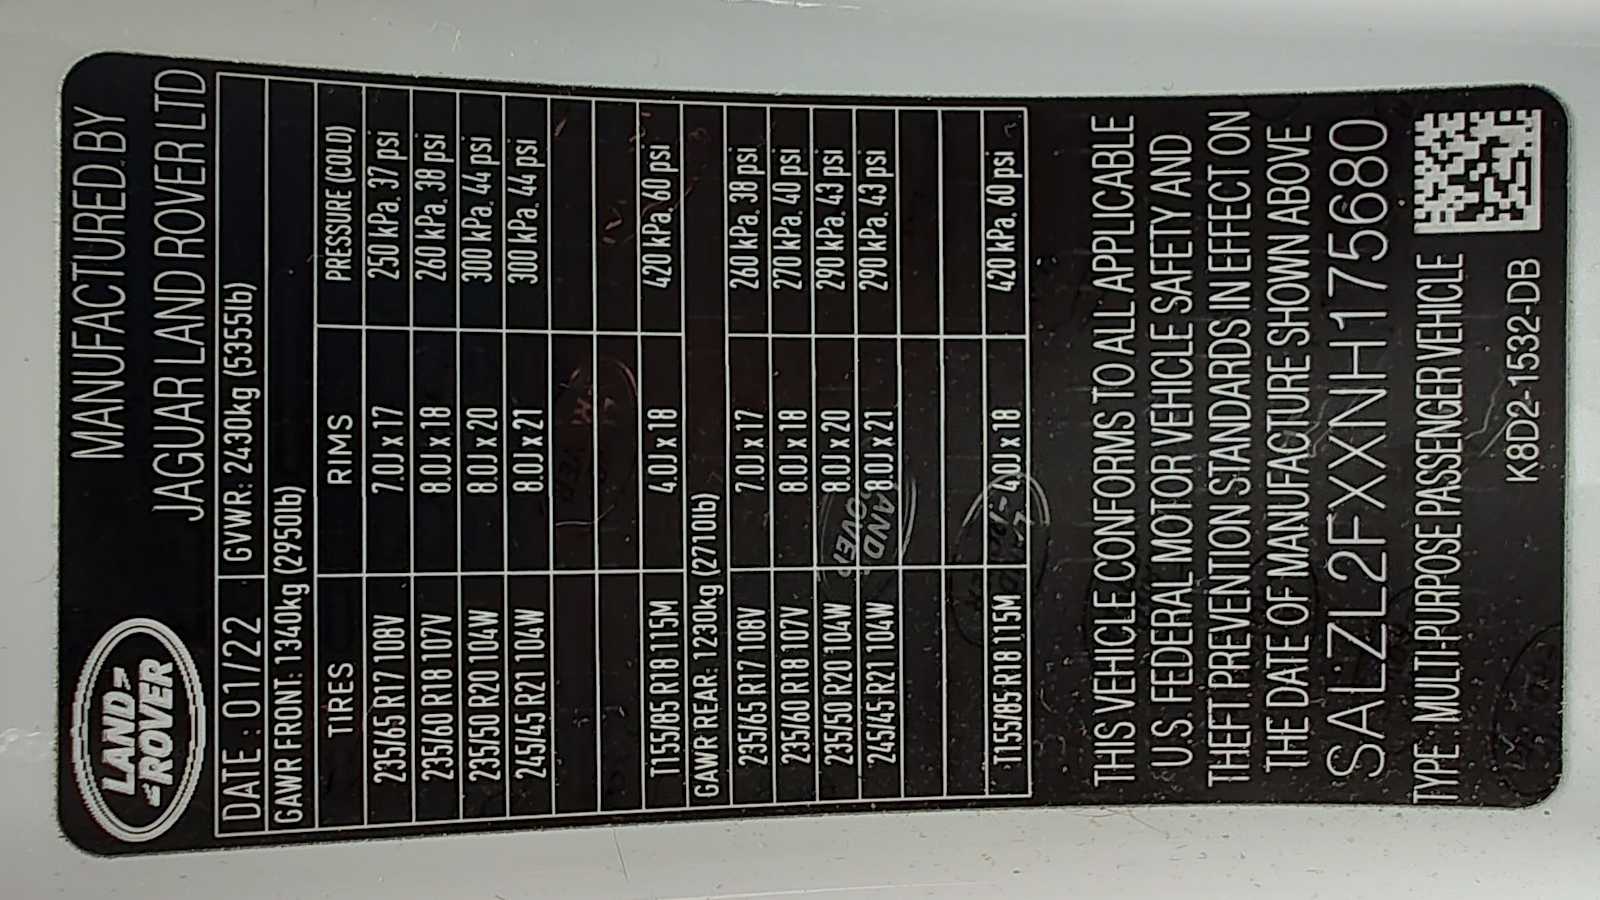 LAND ROVER
MANUFACTURED BY
JAGUAR LAND ROVER LTD
DATE: 01/22 GVWR: 2430kg (5355lb)
GAWR FRONT: 1340kg (2950lb)
TIRES RIMS PRESSURE (COLD)
235/65 R17 108V 7.0J x 17 250 kPa. 37 psi
235/60 R18 107V 8.0J x 18 260 kPa. 38 psi
235/50 R20 104W 8.0J x 20 300 kPa. 44 psi
245/45 R21 104W 8.0J x 21 300 kPa. 44 psi
T155/85 R18 115M 4.0J x 18 420 kPa. 60 psi
GAWR REAR: 1230kg (2710lb)
235/65 R17 108V 7.0J x 17 260 kPa. 38 psi
235/60 R18 107V 8.0J x 18 270 kPa. 40 psi
235/50 R20 104W 8.0J x 20 290 kPa. 43 psi
245/45 R21 104W 8.0J x 21 290 kPa. 43 psi
T155/85 R18 115M 4.0J x 18 420 kPa. 60 psi
THIS VEHICLE CONFORMS TO ALL APPLICABLE
U.S. FEDERAL MOTOR VEHICLE SAFETY AND
THEFT PREVENTION STANDARDS IN EFFECT ON
THE DATE OF MANUFACTURE SHOWN ABOVE
SALZL2FXXNH175680
TYPE: MULTI-PURPOSE PASSENGER VEHICLE
K8D2-1532-DB